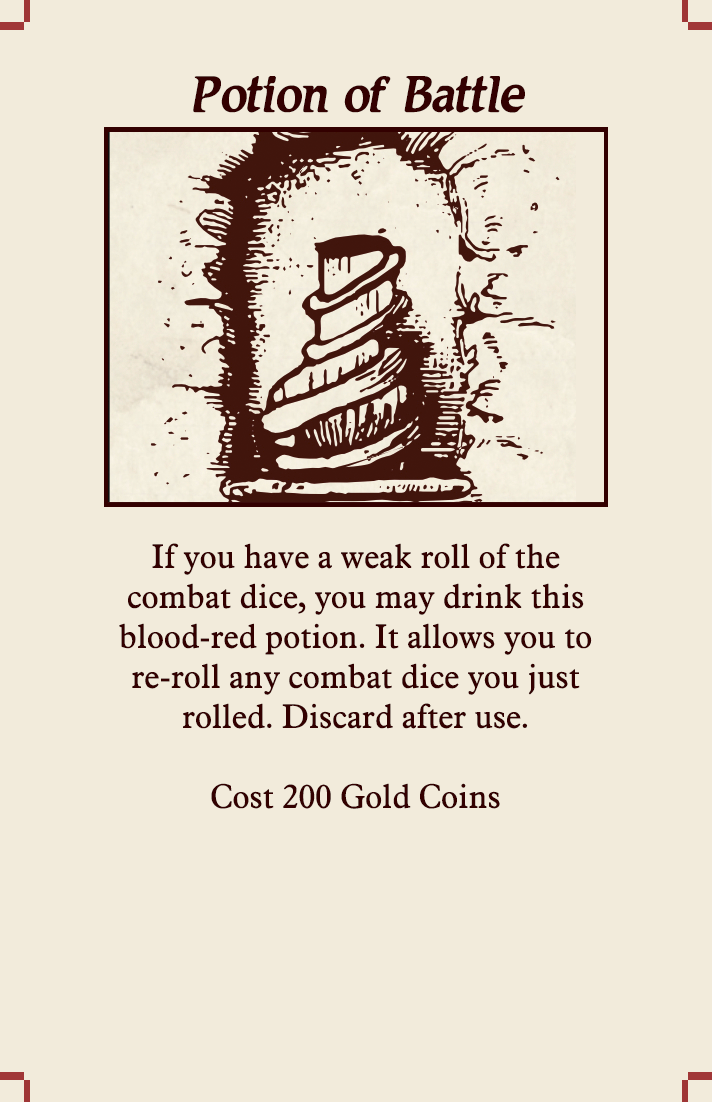 Potion of Battle
If you have a weak roll of the
combat dice, you may drink this
blood-red potion. It allows you to
re-roll any combat dice you just
rolled. Discard after use.
Cost 200 Gold Coins